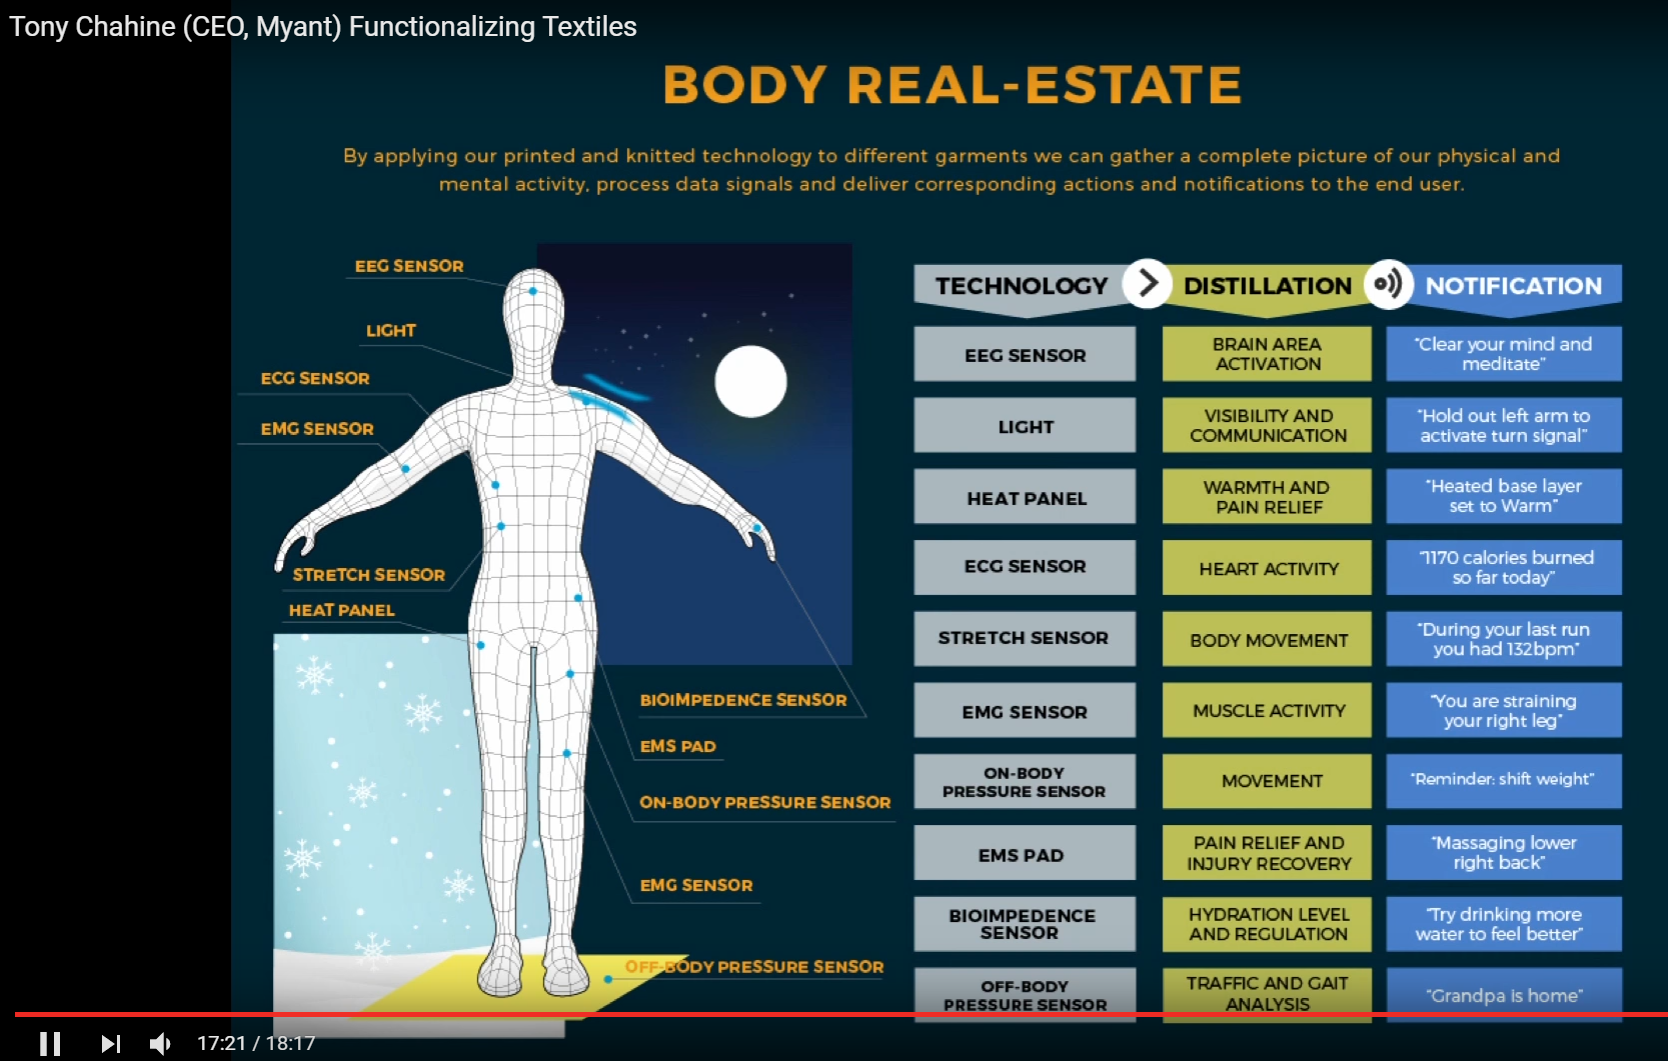 Tony Chahine (CEO, Myant) Functionalizing Textiles
BODY REAL-ESTATE
By applying our printed and knitted technology to different garments we can gather a complete picture of our physical and
mental activity, process data signals and deliver corresponding actions and notifications to the end user.
EEG SENSOR
LIGHT
ECG SENSOR
EMG SENSOR
STRETCH SENSOR
HEAT PANEL
BIOIMPEDENCE SENSOR
EMS PAD
ON-BODY PRESSURE SENSOR
EMG SENSOR
OFF-BODY PRESSURE SENSOR
TECHNOLOGY
DISTILLATION
NOTIFICATION
EEG SENSOR
BRAIN AREA
ACTIVATION
"Clear your mind and
meditate"
LIGHT
VISIBILITY AND
COMMUNICATION
"Hold out left arm to
activate turn signal"
HEAT PANEL
WARMTH AND
PAIN RELIEF
"Heated base layer
set to Warm"
ECG SENSOR
HEART ACTIVITY
"1170 calories burned
so far today"
STRETCH SENSOR
BODY MOVEMENT
"During your last run
you had 132bpm"
EMG SENSOR
MUSCLE ACTIVITY
"You are straining
your right leg"
ON-BODY
PRESSURE SENSOR
MOVEMENT
"Reminder: shift weight"
EMS PAD
PAIN RELIEF AND
INJURY RECOVERY
"Massaging lower
right back"
BIOIMPEDENCE
SENSOR
HYDRATION LEVEL
AND REGULATION
"Try drinking more
water to feel better"
OFF-BODY
PRESSURE SENSOR
TRAFFIC AND GAIT
ANALYSIS
"Grandpa is home"
17:21 / 18:17